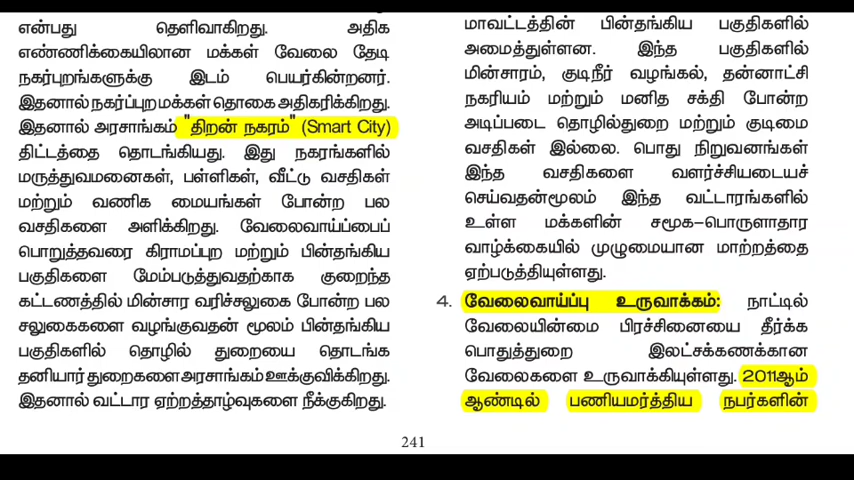 என்பது தெளிவாகிறது. அதிக
எண்ணிக்கையிலான மக்கள் வேலை தேடி
நகர்புறங்களுக்கு இடம் பெயர்கின்றனர்.
இதனால் நகர்ப்புற மக்கள் தொகை அதிகரிக்கிறது.
இதனால் அரசாங்கம் "திறன் நகரம்" (Smart City)
திட்டத்தை தொடங்கியது. இது நகரங்களில்
மருத்துவமனைகள், பள்ளிகள், வீட்டு வசதிகள்
மற்றும் வணிக மையங்கள் போன்ற பல
வசதிகளை அளிக்கிறது. வேலைவாய்ப்பைப்
பொறுத்தவரை கிராமப்புற மற்றும் பின்தங்கிய
பகுதிகளை மேம்படுத்துவதற்காக குறைந்த
கட்டணத்தில் மின்சார வரிச்சலுகை போன்ற பல
சலுகைகளை வழங்குவதன் மூலம் பின்தங்கிய
பகுதிகளில் தொழில் துறையை தொடங்க
தனியார் துறைகளை அரசாங்கம் ஊக்குவிக்கிறது.
இதனால் வட்டார ஏற்றத்தாழ்வுகளை நீக்குகிறது.
மாவட்டத்தின் பின்தங்கிய பகுதிகளில்
அமைத்துள்ளன. இந்த பகுதிகளில்
மின்சாரம், குடிநீர் வழங்கல், தன்னாட்சி
நகரியம் மற்றும் மனித சக்தி போன்ற
அடிப்படை தொழில்துறை மற்றும் குடிமை
வசதிகள் இல்லை. பொது நிறுவனங்கள்
இந்த வசதிகளை வளர்ச்சியடையச்
செய்வதன்மூலம் இந்த வட்டாரங்களில்
உள்ள மக்களின் சமூக-பொருளாதார
வாழ்க்கையில் முழுமையான மாற்றத்தை
ஏற்படுத்தியுள்ளது.
4. வேலைவாய்ப்பு உருவாக்கம்: நாட்டில்
வேலையின்மை பிரச்சினையை தீர்க்க
பொதுத்துறை இலட்சக்கணக்கான
வேலைகளை உருவாக்கியுள்ளது. 2011ஆம்
ஆண்டில் பணியமர்த்திய நபர்களின்
241